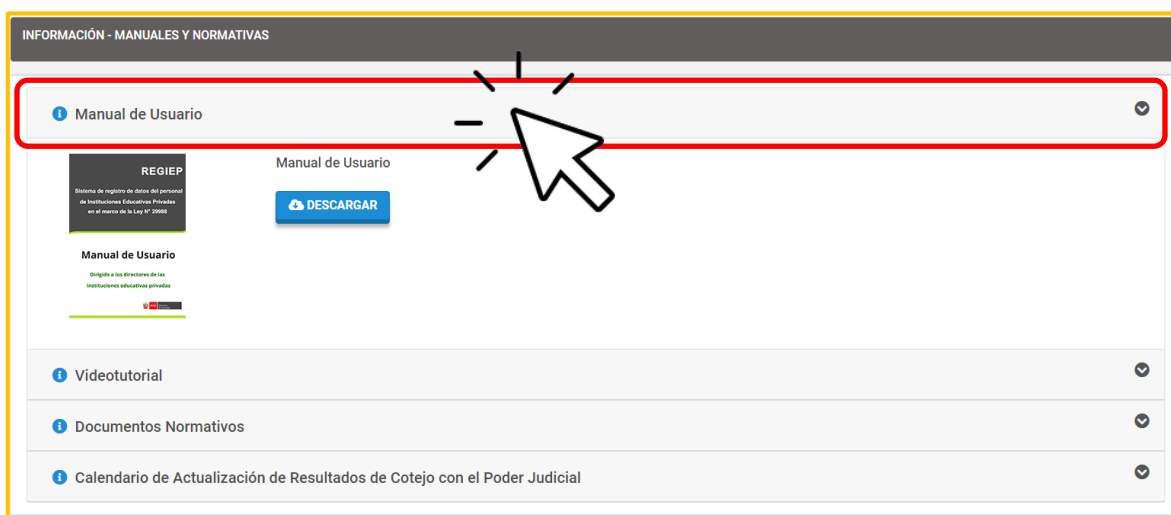 INFORMACIÓN - MANUALES Y NORMATIVAS
Manual de Usuario
REGIEP
Sistema de registro de datos del personal
de Instituciones Educativas Privadas
en el marco de la Ley N° 29988
Manual de Usuario
Dirigido a los directores de las
instituciones educativas privadas
Manual de Usuario
DESCARGAR
Videotutorial
Documentos Normativos
Calendario de Actualización de Resultados de Cotejo con el Poder Judicial